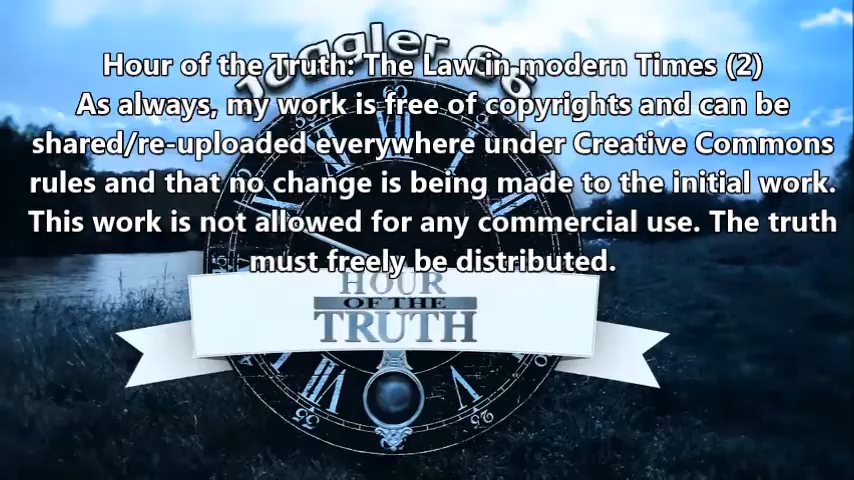 Juggler 66
Hour of the Truth: The Law in modern Times (2)
As always, my work is free of copyrights and can be
shared/re-uploaded everywhere under Creative Commons
rules and that no change is being made to the initial work.
This work is not allowed for any commercial use. The truth
must freely be distributed.
HOUR
OF THE
TRUTH